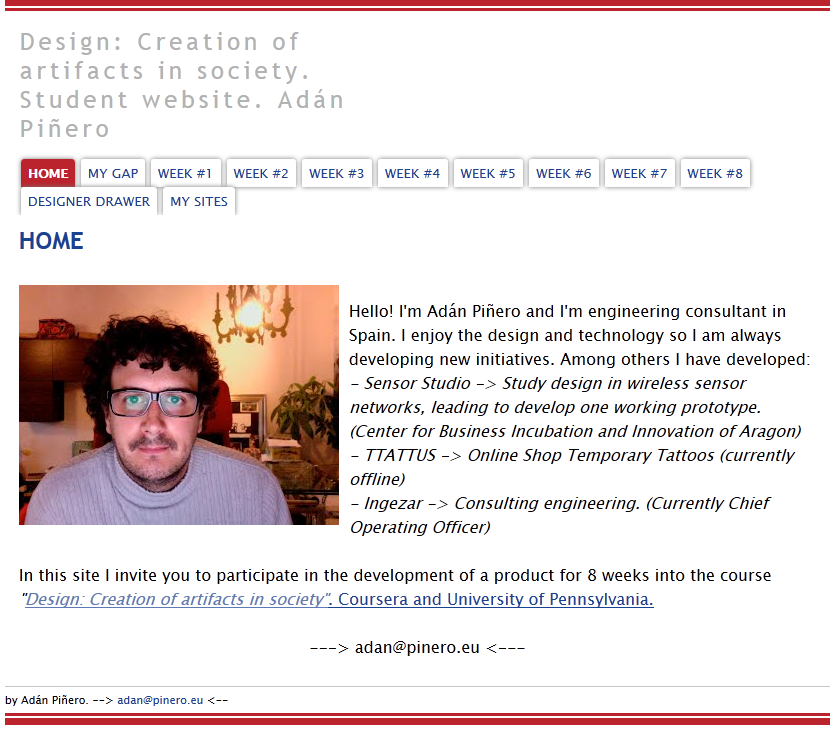 Design: Creation of
artifacts in society.
Student website. Adán
Piñero
HOME MY GAP WEEK #1 WEEK #2 WEEK #3 WEEK #4 WEEK #5 WEEK #6 WEEK #7 WEEK #8
DESIGNER DRAWER MY SITES
HOME
Hello! I'm Adán Piñero and I'm engineering consultant in
Spain. I enjoy the design and technology so I am always
developing new initiatives. Among others I have developed:
- Sensor Studio -> Study design in wireless sensor
networks, leading to develop one working prototype.
(Center for Business Incubation and Innovation of Aragon)
- TTATTUS -> Online Shop Temporary Tattoos (currently
offline)
- Ingezar -> Consulting engineering. (Currently Chief
Operating Officer)
In this site I invite you to participate in the development of a product for 8 weeks into the course
"Design: Creation of artifacts in society". Coursera and University of Pennsylvania.
---> adan@pinero.eu <---
by Adán Piñero. --> adan@pinero.eu <--